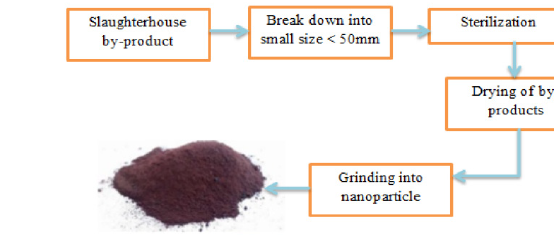 Slaughterhouse
by-product
Break down into
small size < 50mm
Sterilization
Drying of by
products
Grinding into
nanoparticle